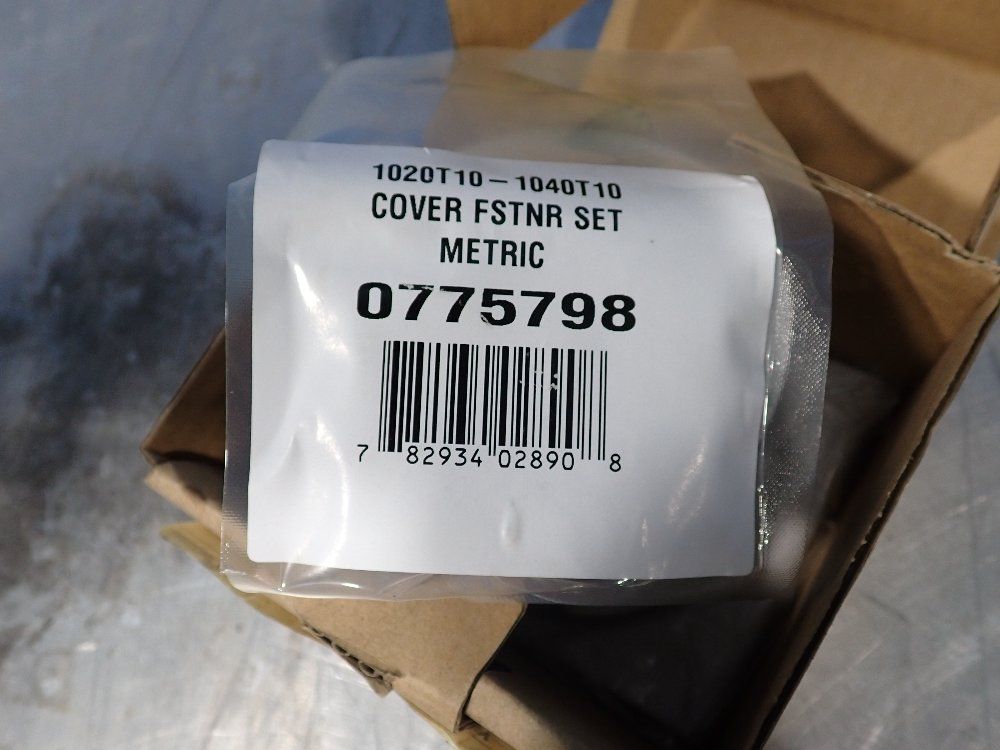 1020T10 – 1040T10
COVER FSTNR SET
METRIC
0775798
7 82934 02890 8